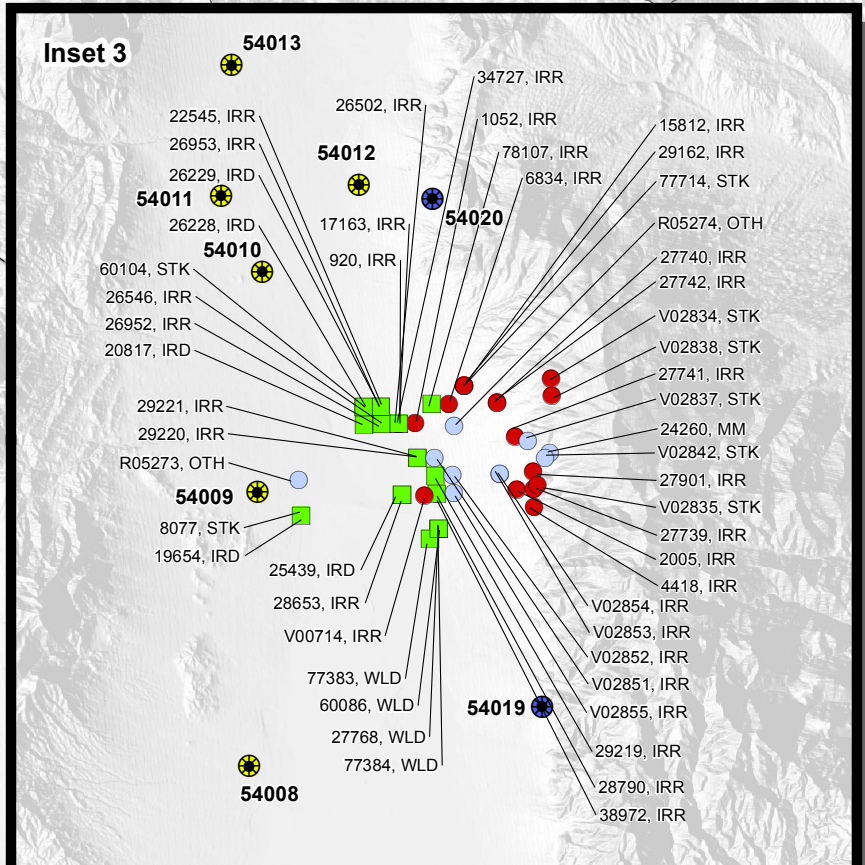 Inset 3
54013
34727, IRR
26502, IRR
22545, IRR
1052, IRR
15812, IRR
26953, IRR
78107, IRR
29162, IRR
54012
26229, IRD
6834, IRR
77714, STK
54011
54020
26228, IRD
17163, IRR
R05274, OTH
54010
920, IRR
27740, IRR
60104, STK
27742, IRR
26546, IRR
V02834, STK
26952, IRR
V02838, STK
20817, IRD
27741, IRR
V02837, STK
29221, IRR
24260, MM
29220, IRR
V02842, STK
R05273, OTH
27901, IRR
54009
V02835, STK
8077, STK
27739, IRR
19654, IRD
2005, IRR
25439, IRD
4418, IRR
28653, IRR
V02854, IRR
V00714, IRR
V02853, IRR
V02852, IRR
77383, WLD
V02851, IRR
60086, WLD
54019
V02855, IRR
27768, WLD
29219, IRR
77384, WLD
54008
28790, IRR
38972, IRR